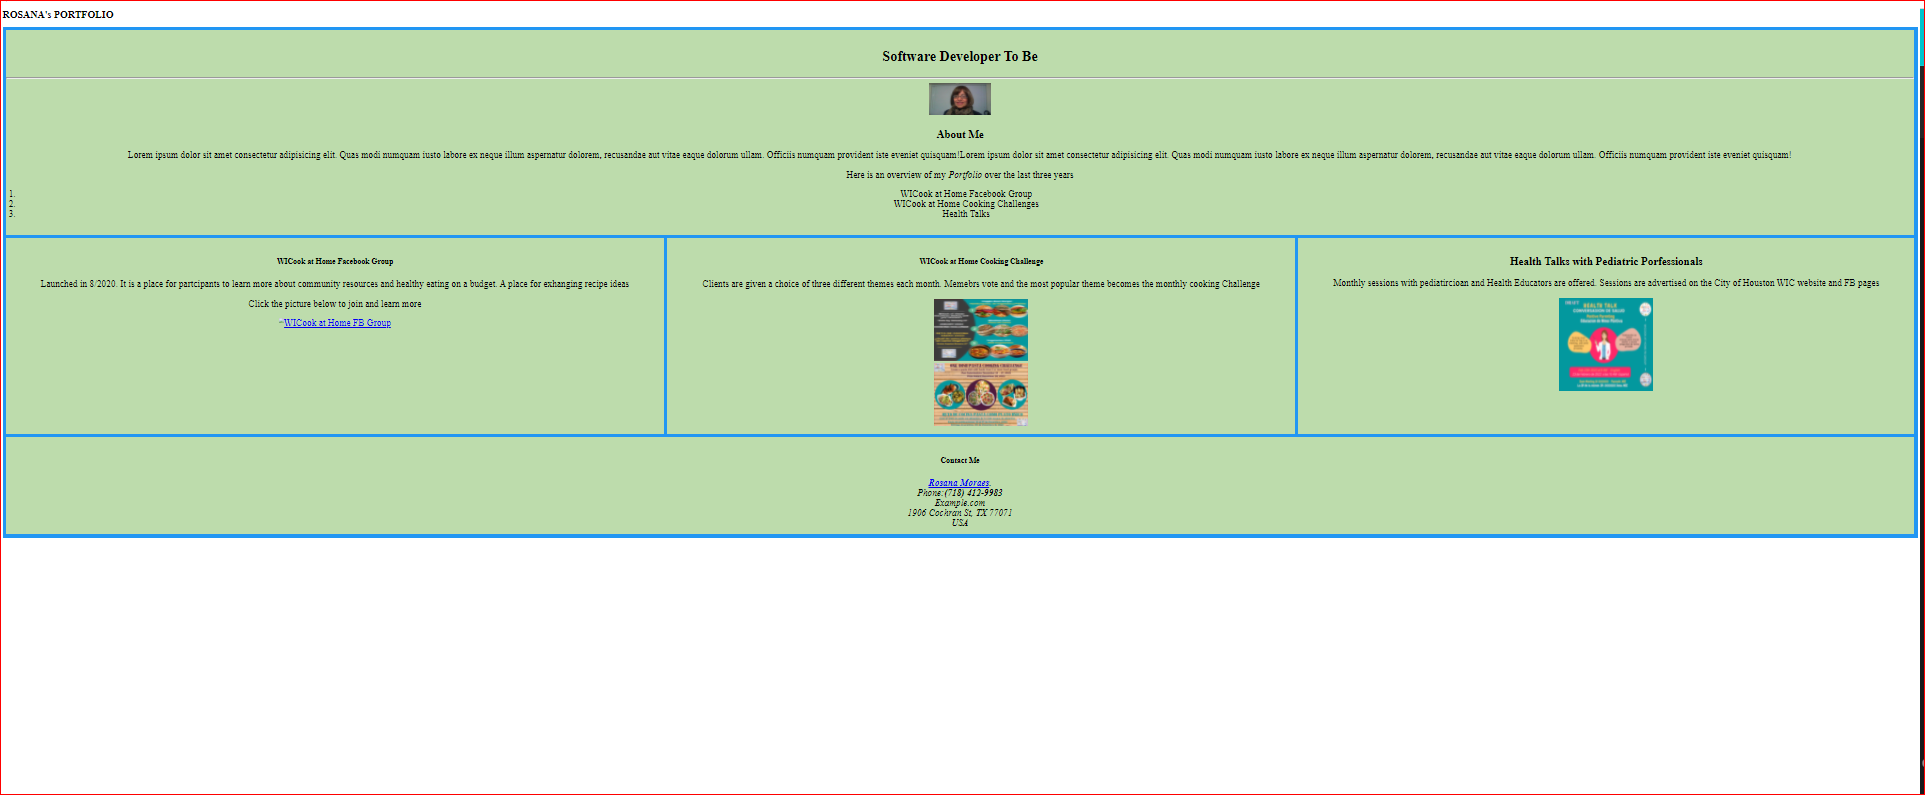 ROSANA's PORTFOLIO
Software Developer To Be
About Me
Lorem ipsum dolor sit amet consectetur adipisicing elit. Quas modi numquam iusto labore ex neque illum aspernatur dolorem, recusandae aut vitae eaque dolorum ullam. Officiis numquam provident iste eveniet quisquam!Lorem ipsum dolor sit amet consectetur adipisicing elit. Quas modi numquam iusto labore ex neque illum aspernatur dolorem, recusandae aut vitae eaque dolorum ullam. Officiis numquam provident iste eveniet quisquam!
Here is an overview of my Portfolio over the last three years
1. WICook at Home Facebook Group
2. WICook at Home Cooking Challenges
3. Health Talks
WICook at Home Facebook Group
Launched in 8/2020. It is a place for partcipants to learn more about community resources and healthy eating on a budget. A place for exhanging recipe ideas
Click the picture below to join and learn more
~WICook at Home FB Group
WICook at Home Cooking Challenge
Clients are given a choice of three different themes each month. Memebrs vote and the most popular theme becomes the monthly cooking Challenge
Health Talks with Pediatric Porfessionals
Monthly sessions with pediatircioan and Health Educators are offered. Sessions are advertised on the City of Houston WIC website and FB pages
HEALTH TALK
Contact Me
Rosana Moraes.
Phone: (718) 412-9983
Example.com
1906 Cochran St, TX 77071
USA